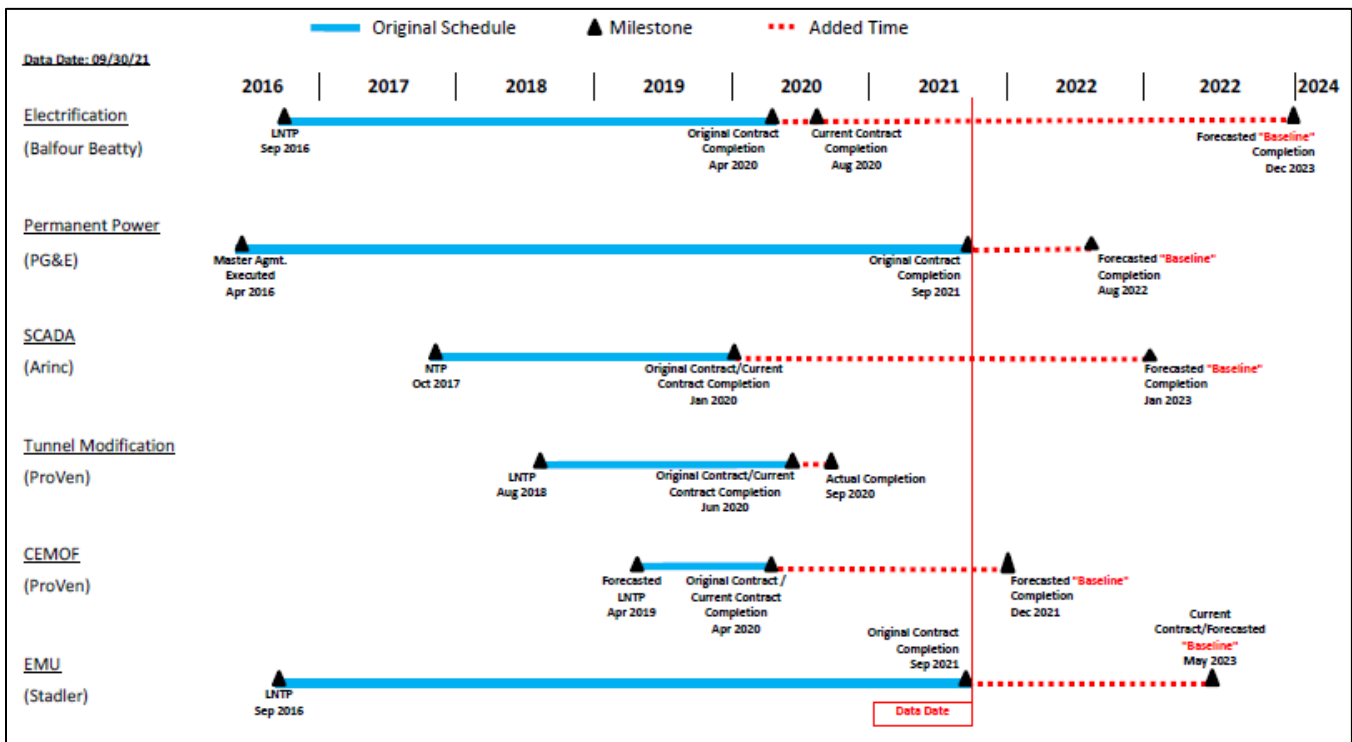 Original Schedule Milestone Added Time
Data Date: 09/30/21
2016 2017 2018 2019 2020 2021 2022 2022 2024
Electrification
(Balfour Beatty)
LNTP
Sep 2016
Original Contract
Completion
Apr 2020
Current Contract
Completion
Aug 2020
Forecasted "Baseline"
Completion
Dec 2023
Permanent Power
(PG&E)
Master Agmt.
Executed
Apr 2016
Original Contract
Completion
Sep 2021
Forecasted "Baseline"
Completion
Aug 2022
SCADA
(Arinc)
NTP
Oct 2017
Original Contract/Current
Contract Completion
Jan 2020
Forecasted "Baseline"
Completion
Jan 2023
Tunnel Modification
(ProVen)
LNTP
Aug 2018
Original Contract/Current
Contract Completion
Jun 2020
Actual Completion
Sep 2020
CEMOF
(ProVen)
Forecasted
LNTP
Apr 2019
Original Contract /
Current Contract
Completion
Apr 2020
Forecasted "Baseline"
Completion
Dec 2021
EMU
(Stadler)
LNTP
Sep 2016
Original Contract
Completion
Sep 2021
Current
Contract/Forecasted
"Baseline"
May 2023
Data Date